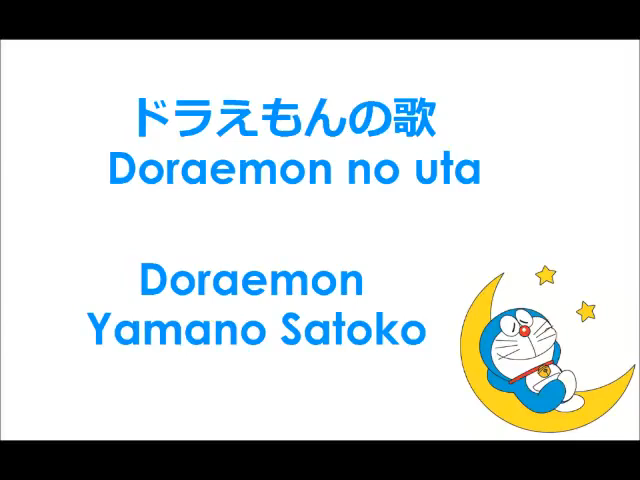 ドラえもんの歌
Doraemon no uta
Doraemon
Yamano Satoko